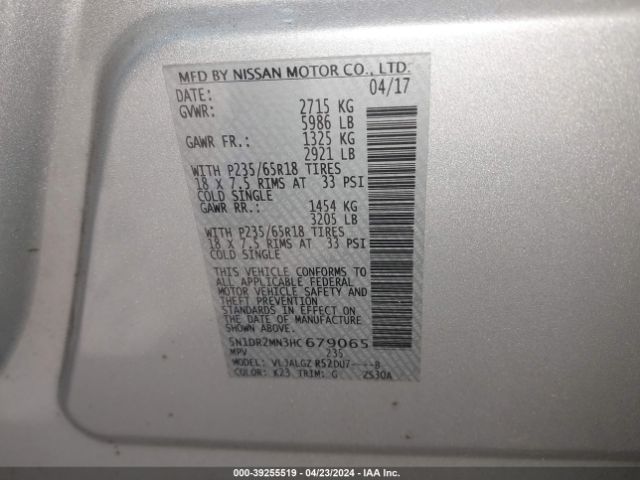 MFD BY NISSAN MOTOR CO., LTD.
DATE: 04/17
GVWR: 2715 KG
5986 LB
GAWR FR.: 1325 KG
2921 LB
WITH P235/65R18 TIRES
18 X 7.5 RIMS AT 33 PSI
COLD SINGLE
GAWR RR.: 1454 KG
3205 LB
WITH P235/65R18 TIRES
18 X 7.5 RIMS AT 33 PSI
COLD SINGLE
THIS VEHICLE CONFORMS TO
ALL APPLICABLE FEDERAL
MOTOR VEHICLE SAFETY AND
THEFT PREVENTION
STANDARDS IN EFFECT ON
DATE OF MANUFACTURE
SHOWN ABOVE.
5N1DR2MN3HC679065
MPV 235
MODEL: VLJALGZ R52DU7----B
COLOR: K23 TRIM: G ZS30A
000-39255519 - 04/23/2024 - IAA Inc.